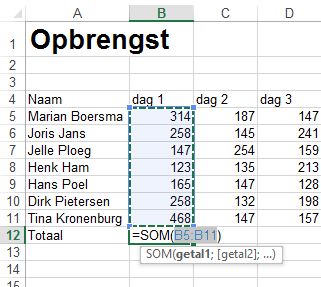 A B C D
1 Opbrengst
2
3
4 Naam dag 1 dag 2 dag 3
5 Marian Boersma 314 187 147
6 Joris Jans 258 145 241
7 Jelle Ploeg 147 254 159
8 Henk Ham 123 135 213
9 Hans Poel 165 147 128
10 Dirk Pietersen 258 132 198
11 Tina Kronenburg 468 147 157
12 Totaal =SOM(B5:B11)
13 SOM(getal1; [getal2]; ...)
14
15